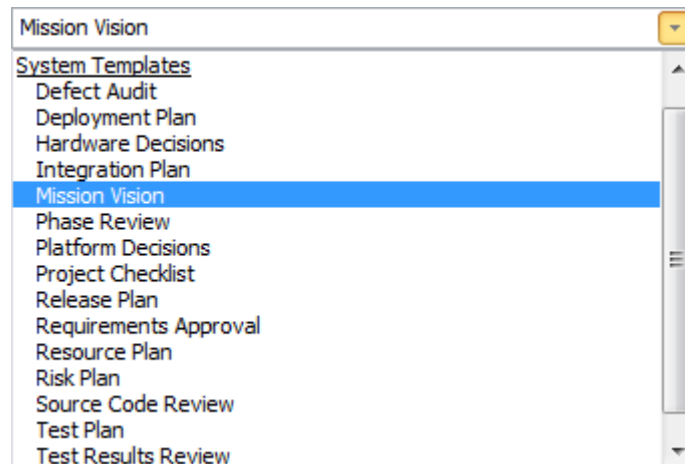 Mission Vision
System Templates
Defect Audit
Deployment Plan
Hardware Decisions
Integration Plan
Mission Vision
Phase Review
Platform Decisions
Project Checklist
Release Plan
Requirements Approval
Resource Plan
Risk Plan
Source Code Review
Test Plan
Test Results Review